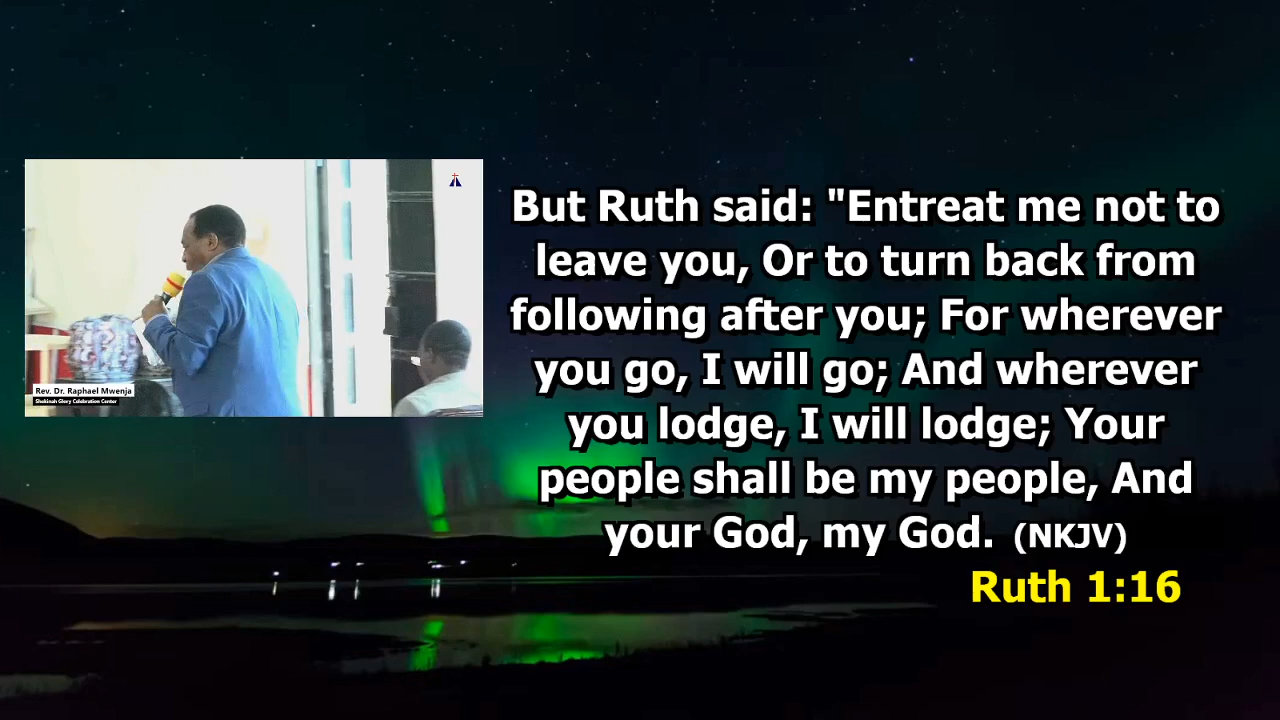 But Ruth said: "Entreat me not to
leave you, Or to turn back from
following after you; For wherever
you go, I will go; And wherever
you lodge, I will lodge; Your
people shall be my people, And
your God, my God. (NKJV)
Ruth 1:16
Rev. Dr. Raphael Mwenja
Shekinah Glory Celebration Center